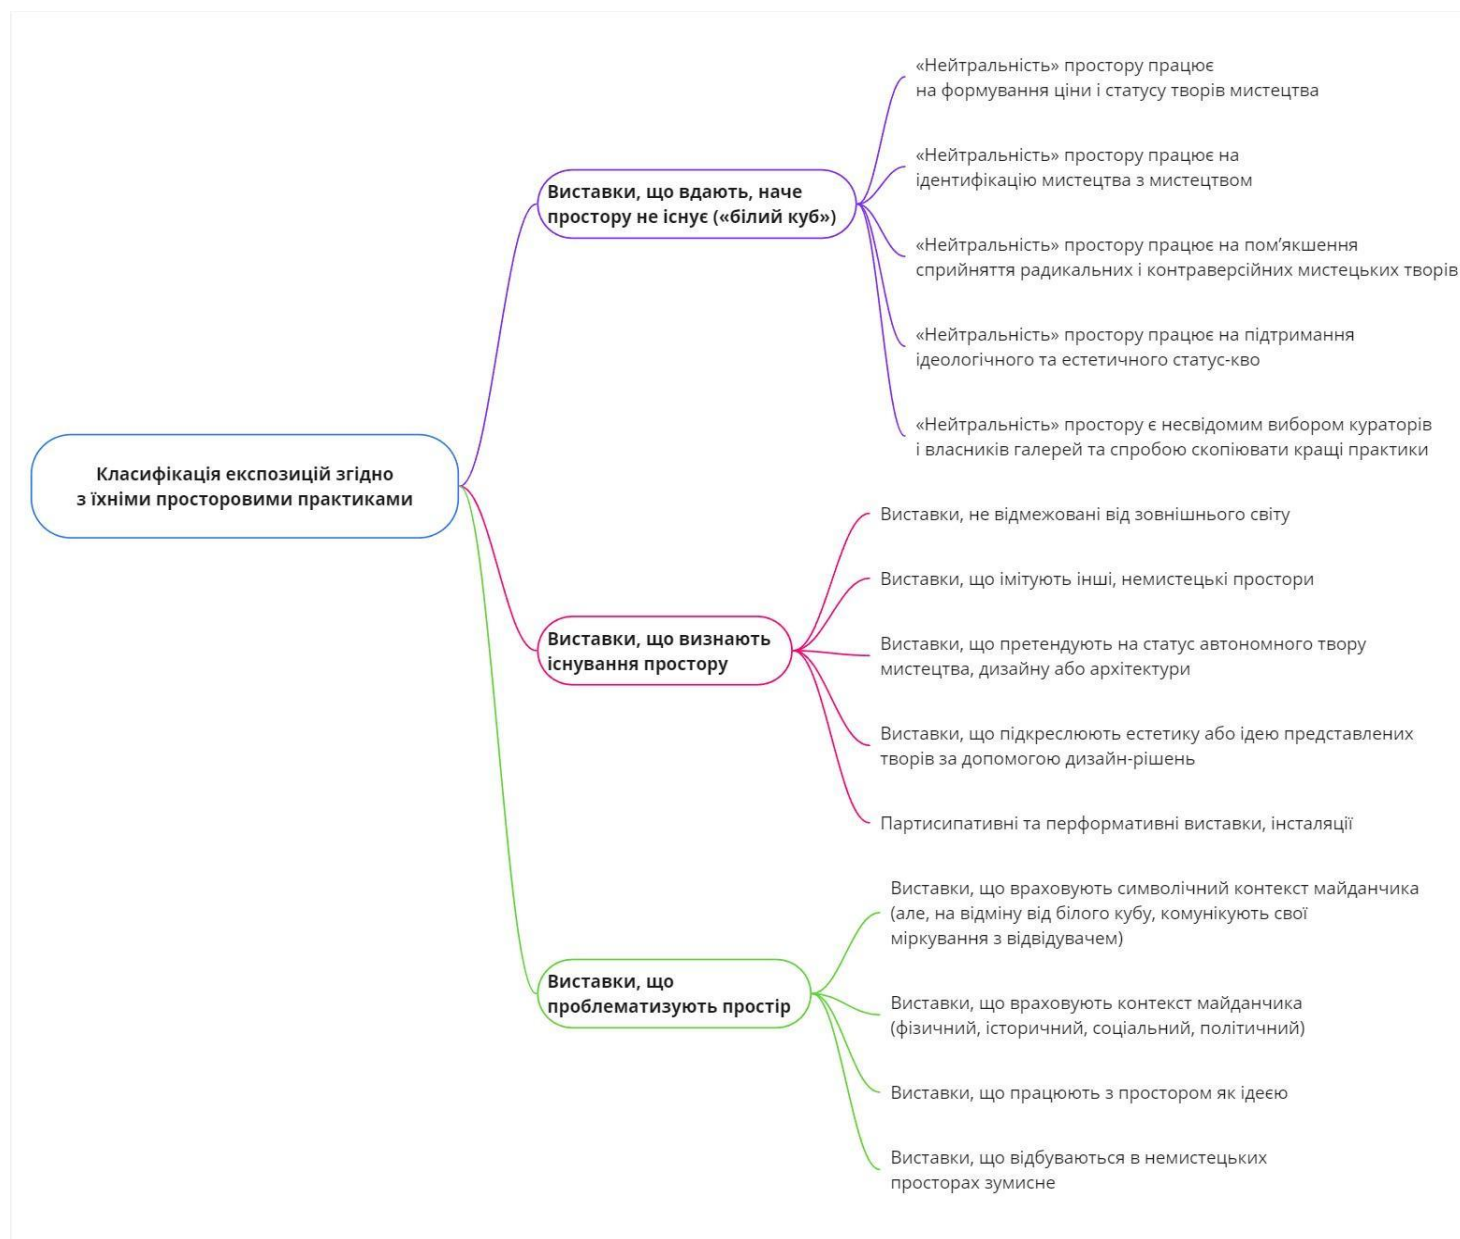 Класифікація експозицій згідно
з їхніми просторовими практиками
Виставки, що вдають, наче
простору не існує («білий куб»)
«Нейтральність» простору працює
на формування ціни і статусу творів мистецтва
«Нейтральність» простору працює на
ідентифікацію мистецтва з мистецтвом
«Нейтральність» простору працює на пом’якшення
сприйняття радикальних і контраверсійних мистецьких творів
«Нейтральність» простору працює на підтримання
ідеологічного та естетичного статус-кво
«Нейтральність» простору є несвідомим вибором кураторів
і власників галерей та спробою скопіювати кращі практики
Виставки, що визнають
існування простору
Виставки, не відмежовані від зовнішнього світу
Виставки, що імітують інші, немистецькі простори
Виставки, що претендують на статус автономного твору
мистецтва, дизайну або архітектури
Виставки, що підкреслюють естетику або ідею представлених
творів за допомогою дизайн-рішень
Партисипативні та перформативні виставки, інсталяції
Виставки, що
проблематизують простір
Виставки, що враховують символічний контекст майданчика
(але, на відміну від білого кубу, комунікують свої
міркування з відвідувачем)
Виставки, що враховують контекст майданчика
(фізичний, історичний, соціальний, політичний)
Виставки, що працюють з простором як ідеєю
Виставки, що відбуваються в немистецьких
просторах зумисне